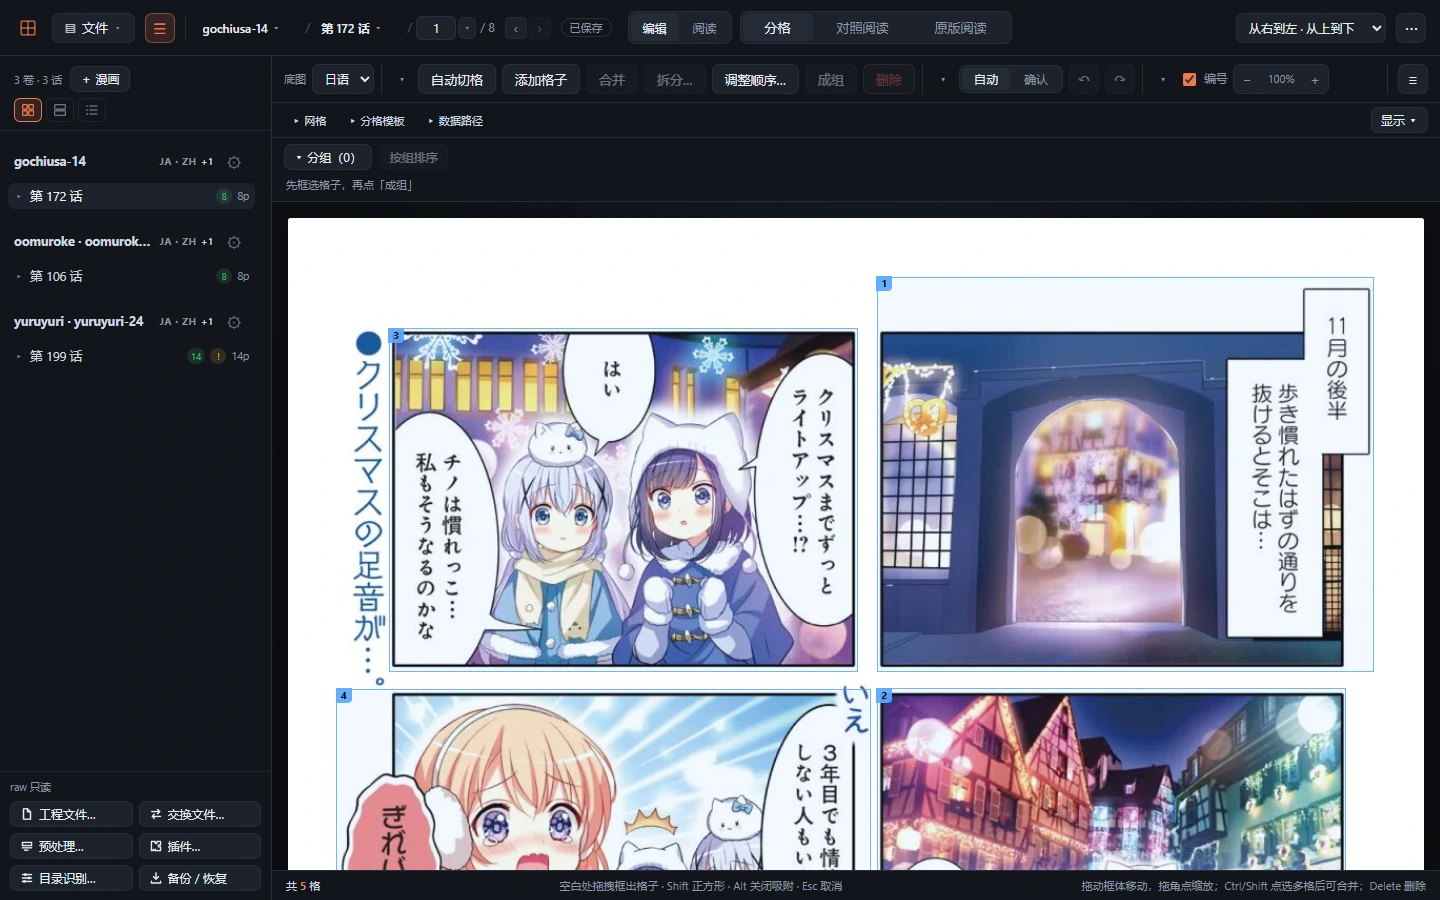 文件
gochiusa-14
/
第 172 话
/
1
/ 8
已保存
编辑
阅读
分格
对照阅读
原版阅读
从右到左 · 从上到下
3 卷 · 3 话
+ 漫画
底图
日语
自动切格
添加格子
合并
拆分...
调整顺序...
成组
删除
自动
确认
编号
− 100% +
网格
分格模板
数据路径
显示
分组（0）
按组排序
先框选格子，再点「成组」
gochiusa-14
JA · ZH +1
第 172 话
8
8p
oomuroke · oomurok...
JA · ZH +1
第 106 话
8
8p
yuruyuri · yuruyuri-24
JA · ZH +1
第 199 话
14
!
14p
raw 只读
工程文件...
交换文件...
预处理...
插件...
目录识别...
备份 / 恢复
1
11月の後半
歩き慣れたはずの通りを
抜けるとそこは…
3
クリスマスまでずっと
ライトアップ…!?
はい
チノは慣れっこ…
私もそうなるのかな
●クリスマスの足音が…。
2
4
いえ
3年目でも情
しない人もい
共 5 格
空白处拖拽框出格子 · Shift 正方形 · Alt 关闭吸附 · Esc 取消
拖动框体移动，拖角点缩放；Ctrl/Shift 点选多格后可合并；Delete 删除